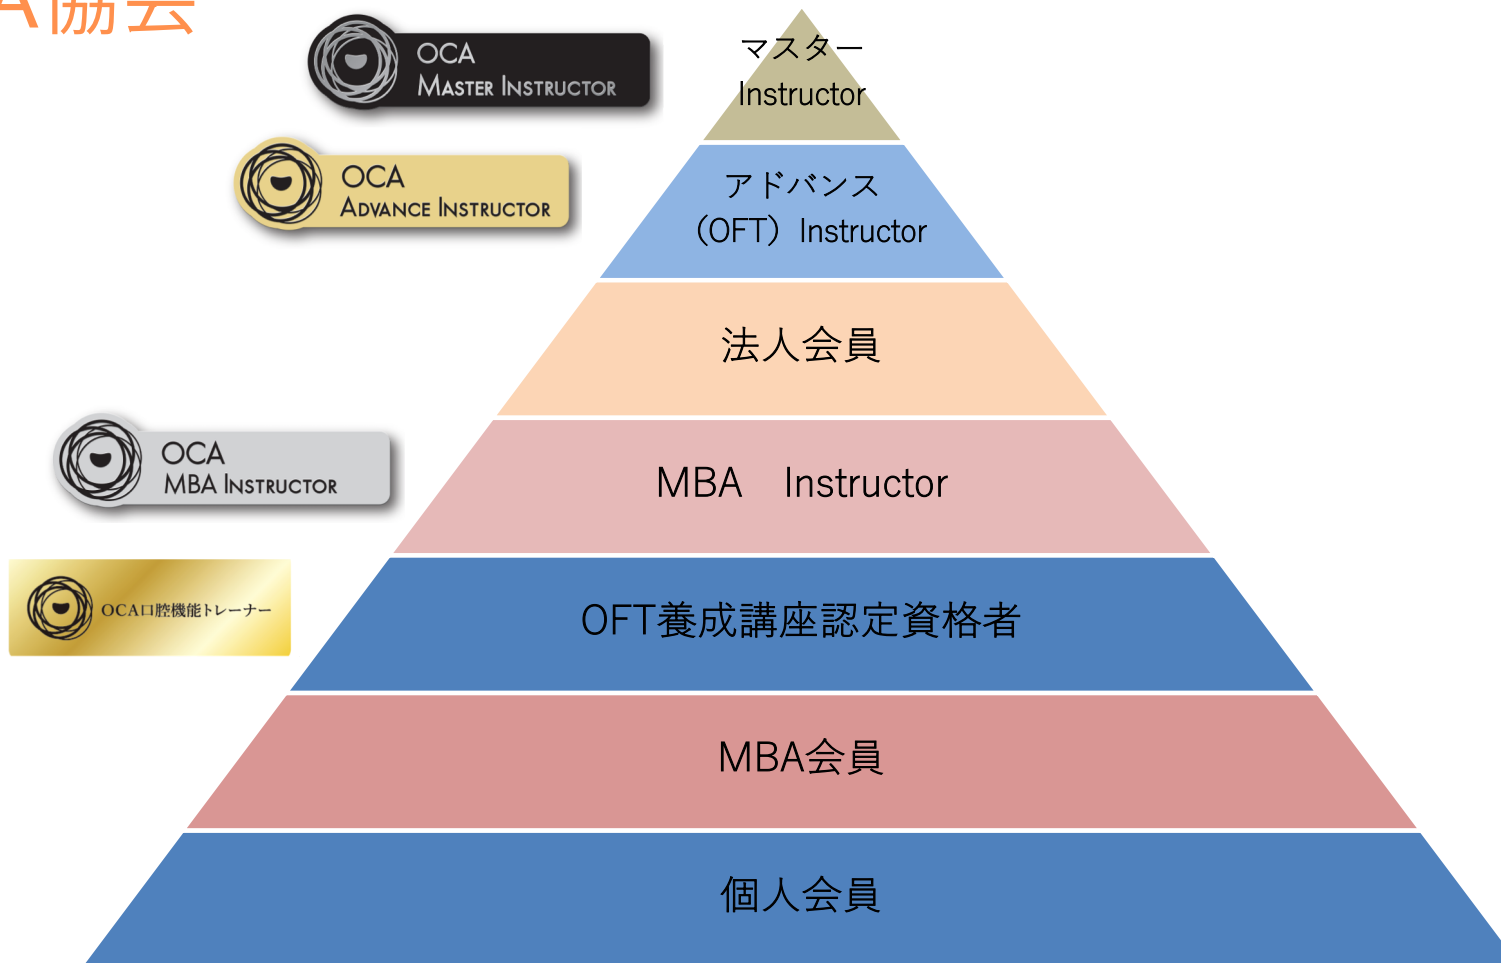 A協会
OCA
MASTER INSTRUCTOR
マスター
Instructor
OCA
ADVANCE INSTRUCTOR
アドバンス
（OFT） Instructor
法人会員
OCA
MBA INSTRUCTOR
MBA　Instructor
OCA口腔機能トレーナー
OFT養成講座認定資格者
MBA会員
個人会員